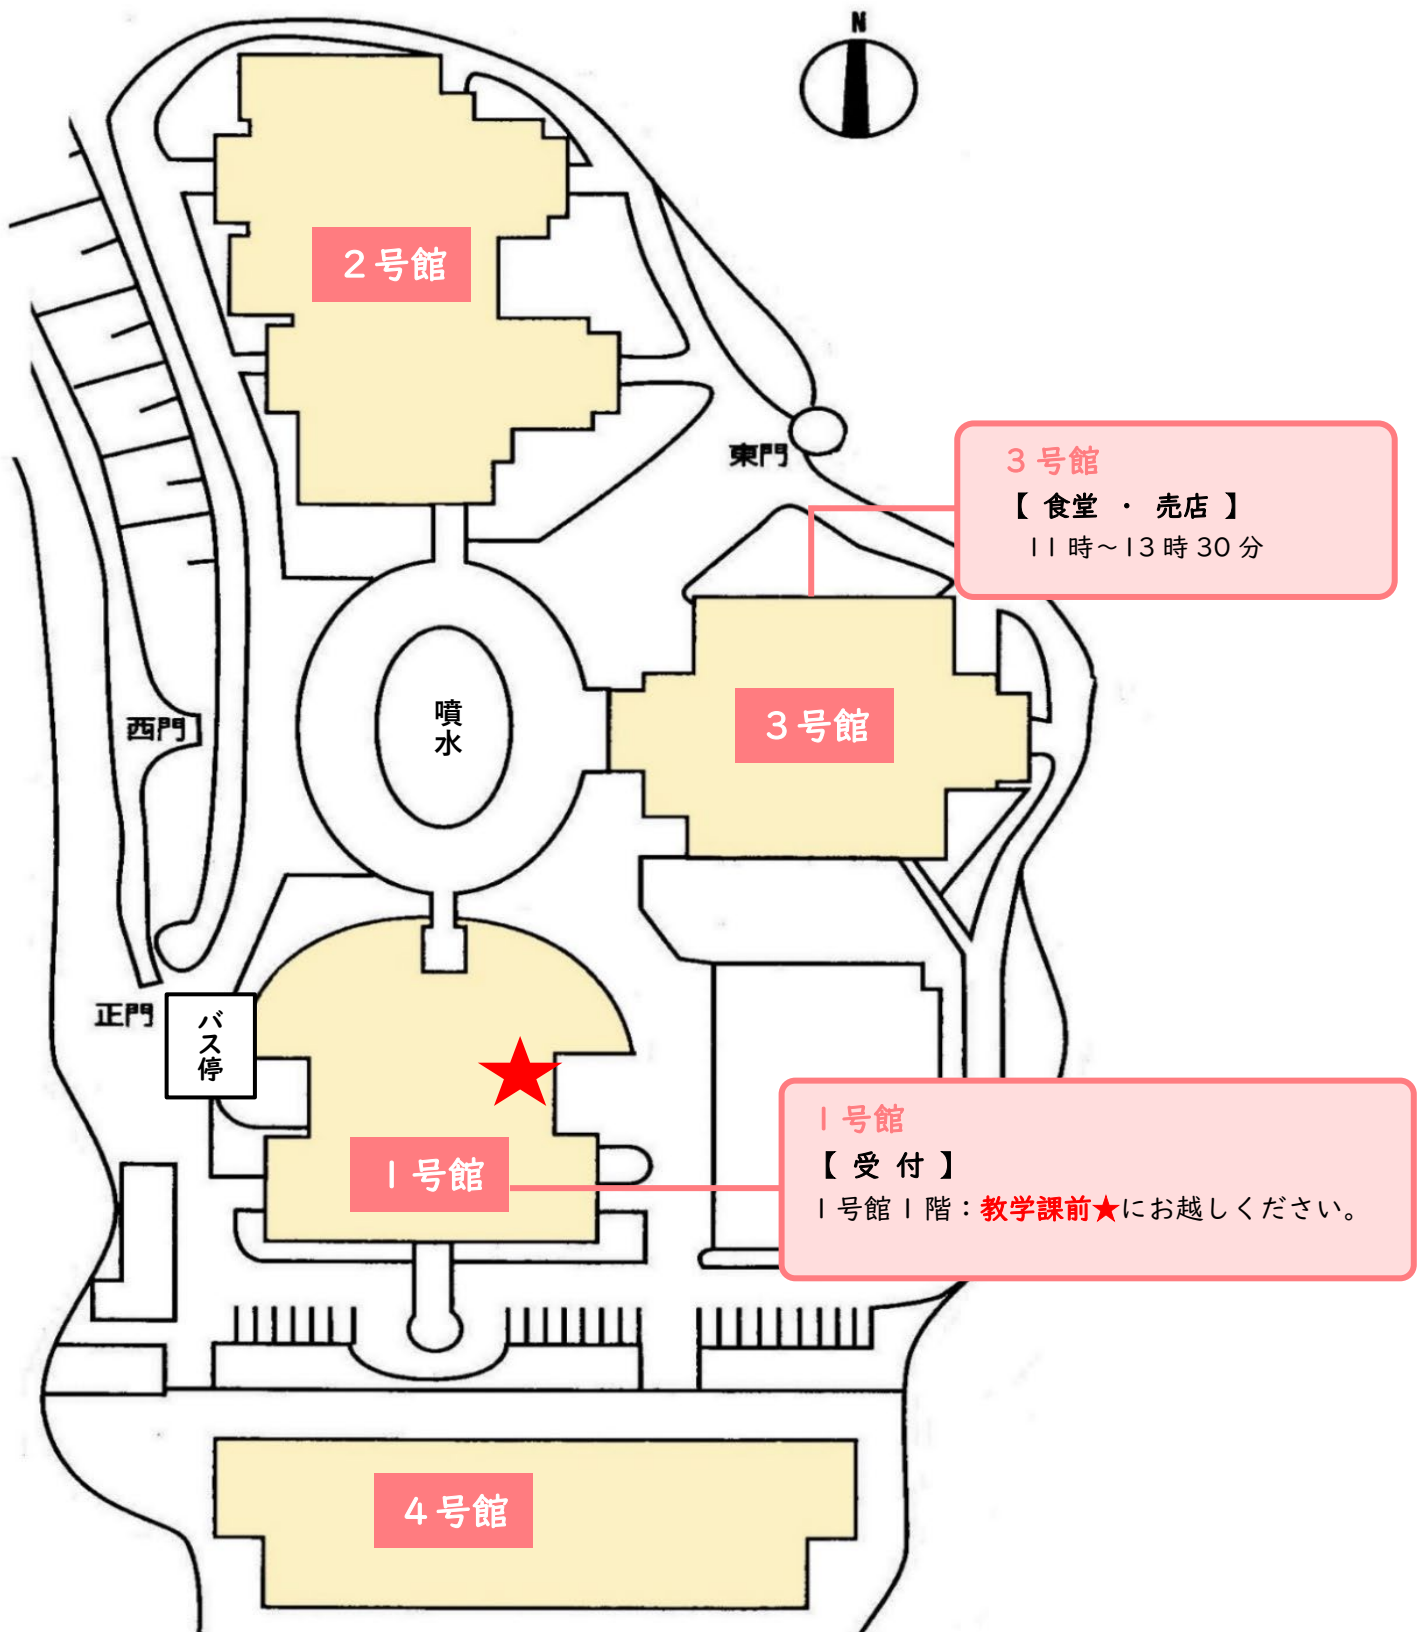 N
2号館
東門
3号館
【 食堂 ・ 売店 】
11時~13時30分
噴水
3号館
西門
正門
バス停
1号館
【 受 付 】
1号館1階:教学課前★にお越しください。
1号館
4号館